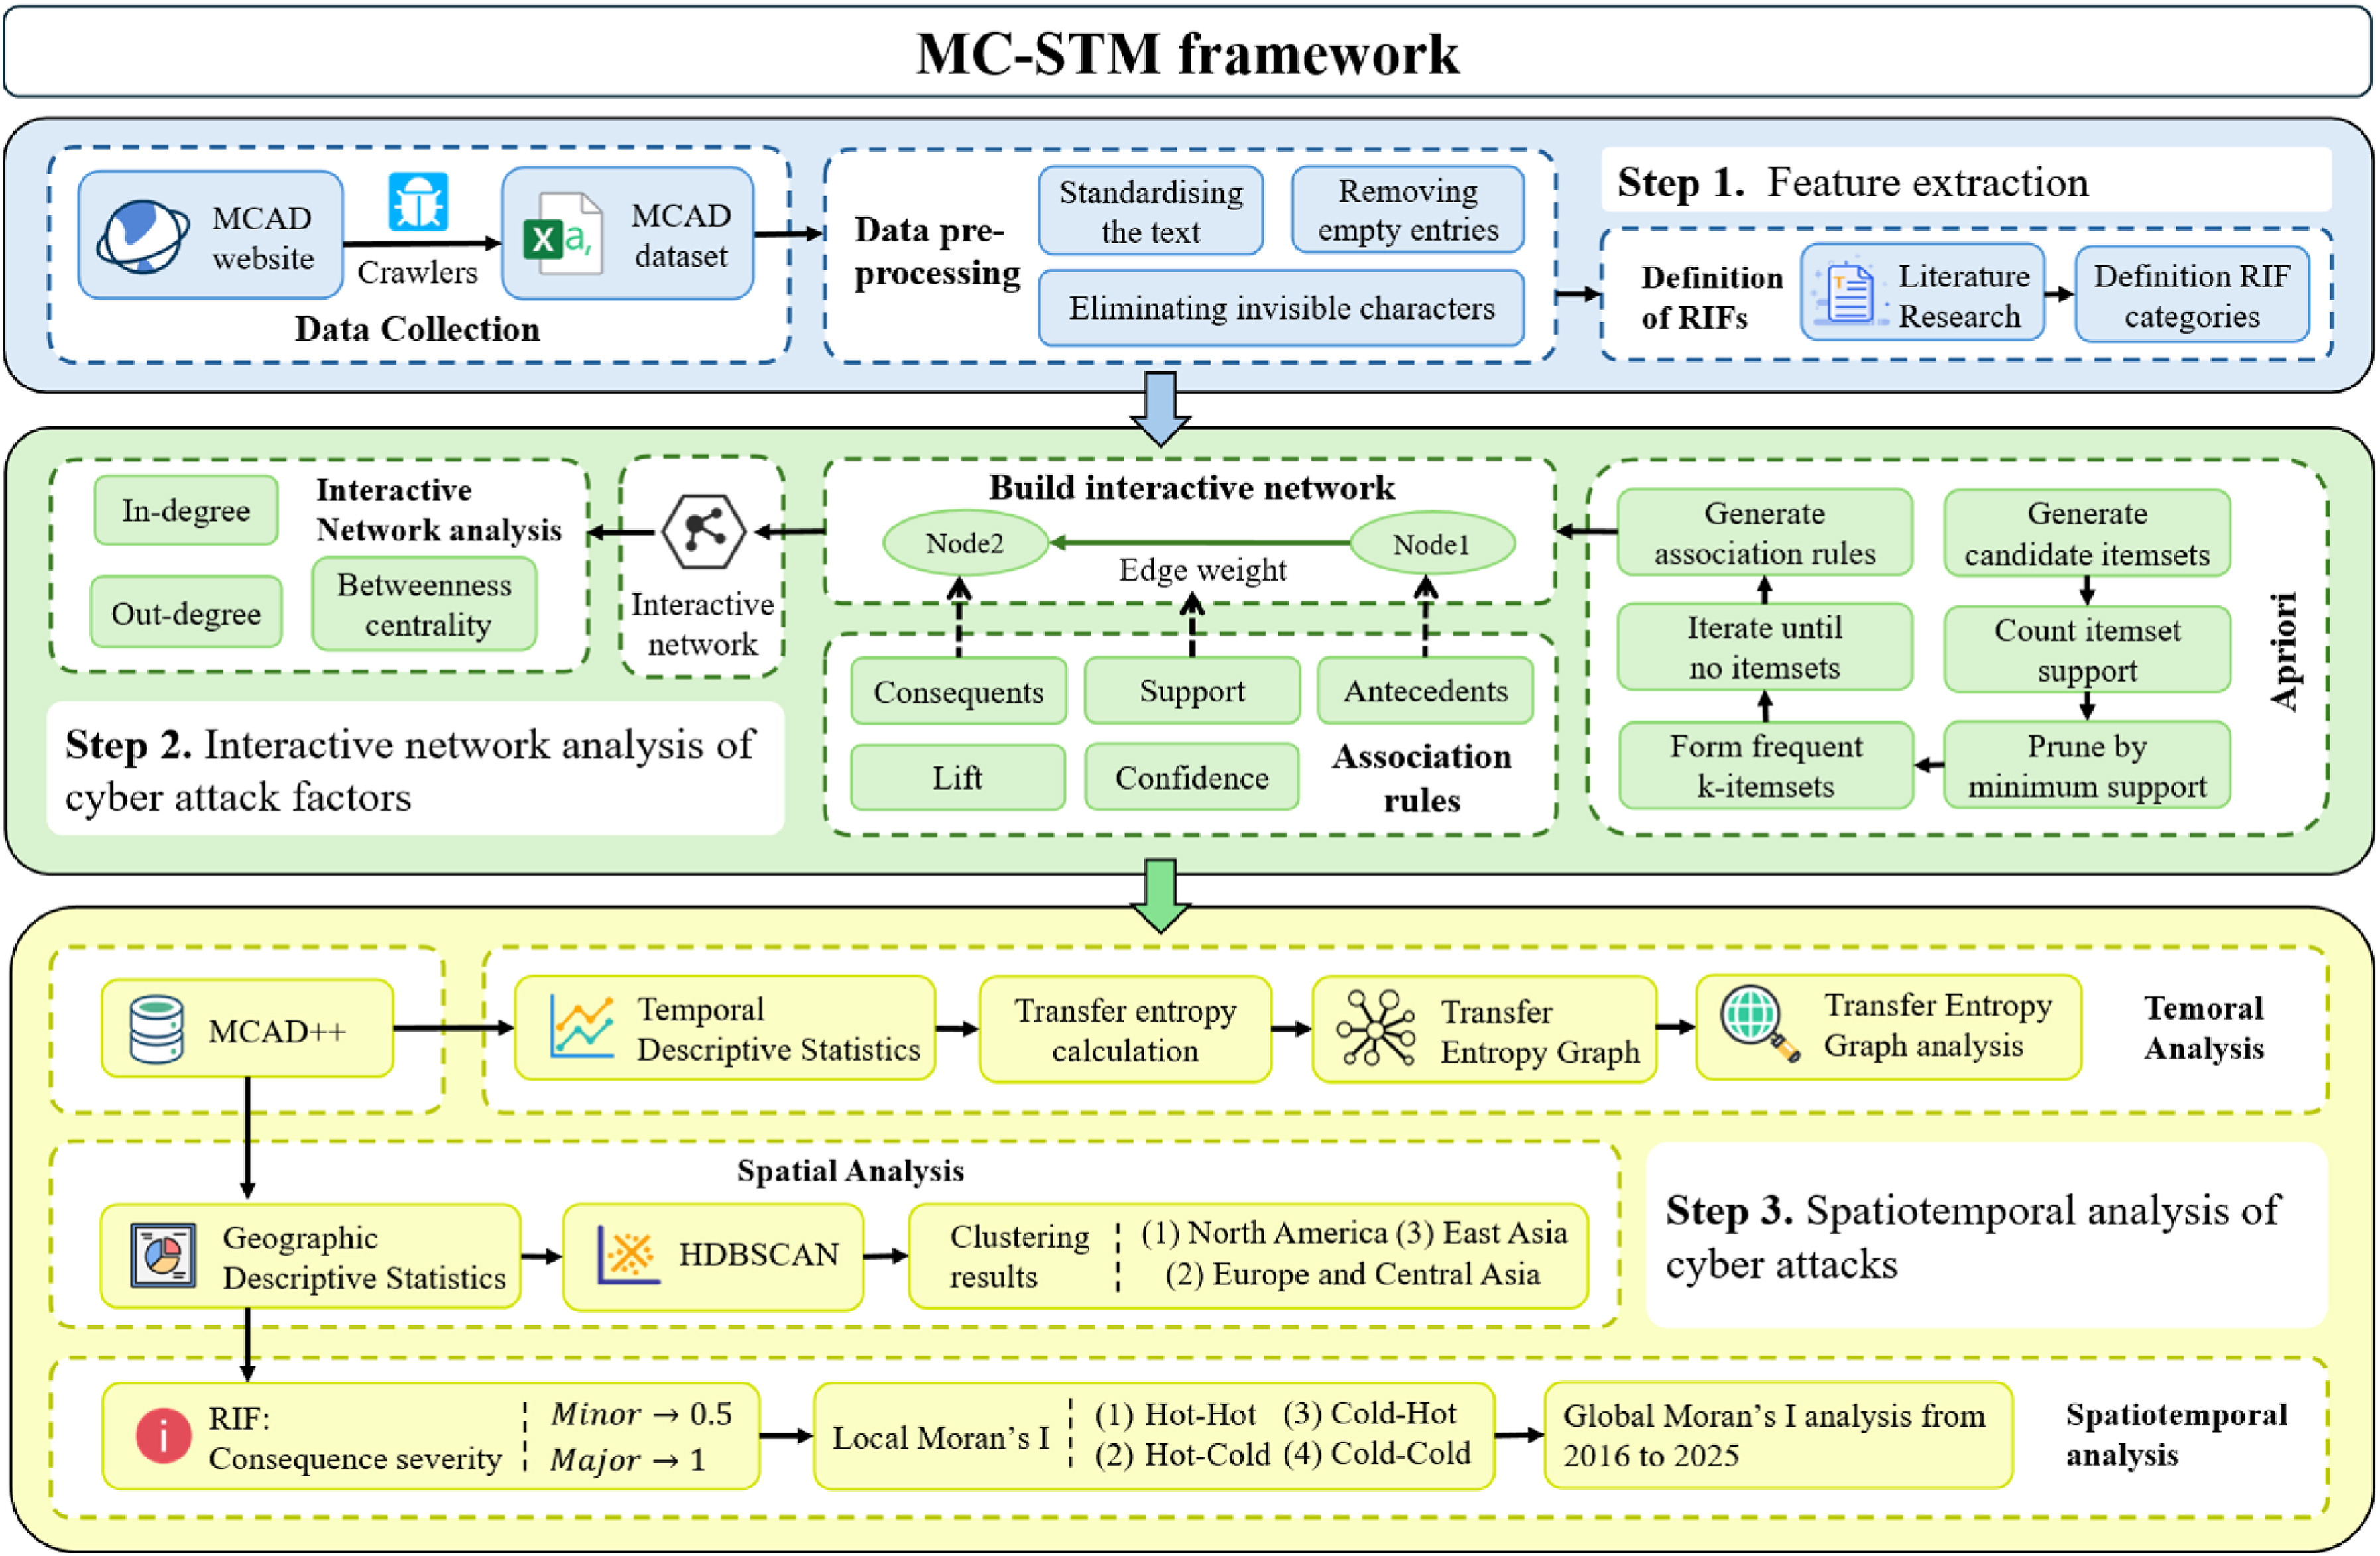 MC-STM framework
MCAD
website
Crawlers
MCAD
dataset
Data Collection
Data pre-
processing
Standardising
the text
Removing
empty entries
Eliminating invisible characters
Step 1. Feature extraction
Definition
of RIFs
Literature
Research
Definition RIF
categories
In-degree
Interactive
Network analysis
Out-degree
Betweenness
centrality
Interactive
network
Build interactive network
Node2
Node1
Edge weight
Consequents
Support
Antecedents
Lift
Confidence
Association
rules
Generate
association rules
Generate
candidate itemsets
Iterate until
no itemsets
Count itemset
support
Form frequent
k-itemsets
Prune by
minimum support
Apriori
Step 2. Interactive network analysis of
cyber attack factors
MCAD++
Temporal
Descriptive Statistics
Transfer entropy
calculation
Transfer
Entropy Graph
Transfer Entropy
Graph analysis
Temoral
Analysis
Spatial Analysis
Geographic
Descriptive Statistics
HDBSCAN
Clustering
results
(1) North America (3) East Asia
(2) Europe and Central Asia
Step 3. Spatiotemporal analysis of
cyber attacks
RIF:
Consequence severity
Minor → 0.5
Major → 1
Local Moran's I
(1) Hot-Hot (3) Cold-Hot
(2) Hot-Cold (4) Cold-Cold
Global Moran's I analysis from
2016 to 2025
Spatiotemporal
analysis